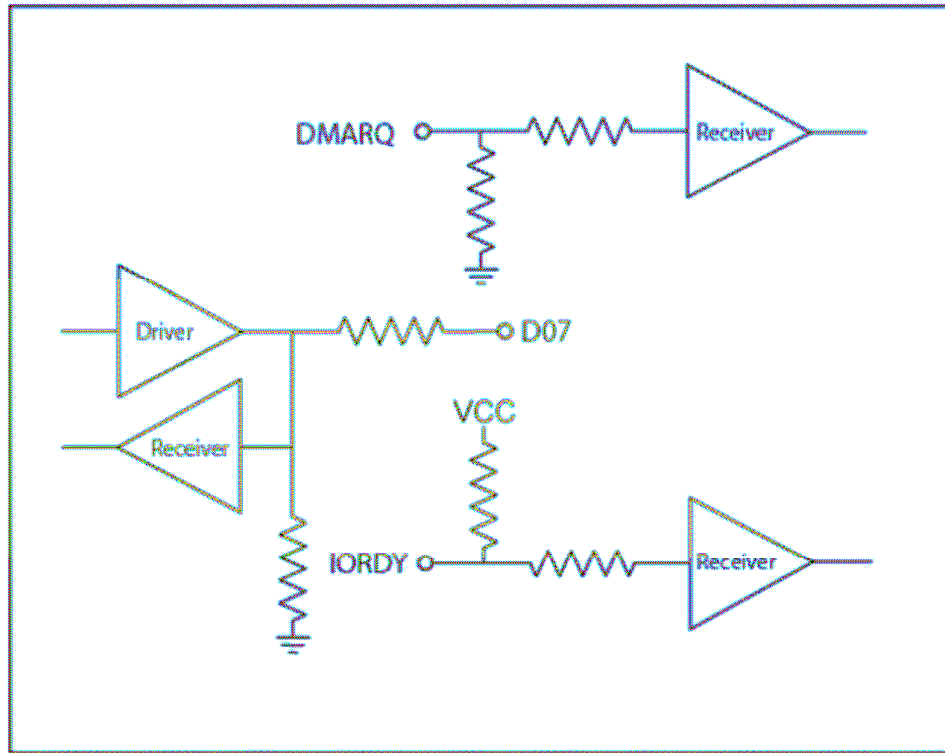 DMARQ
Receiver
Driver
D07
Receiver
VCC
IORDY
Receiver